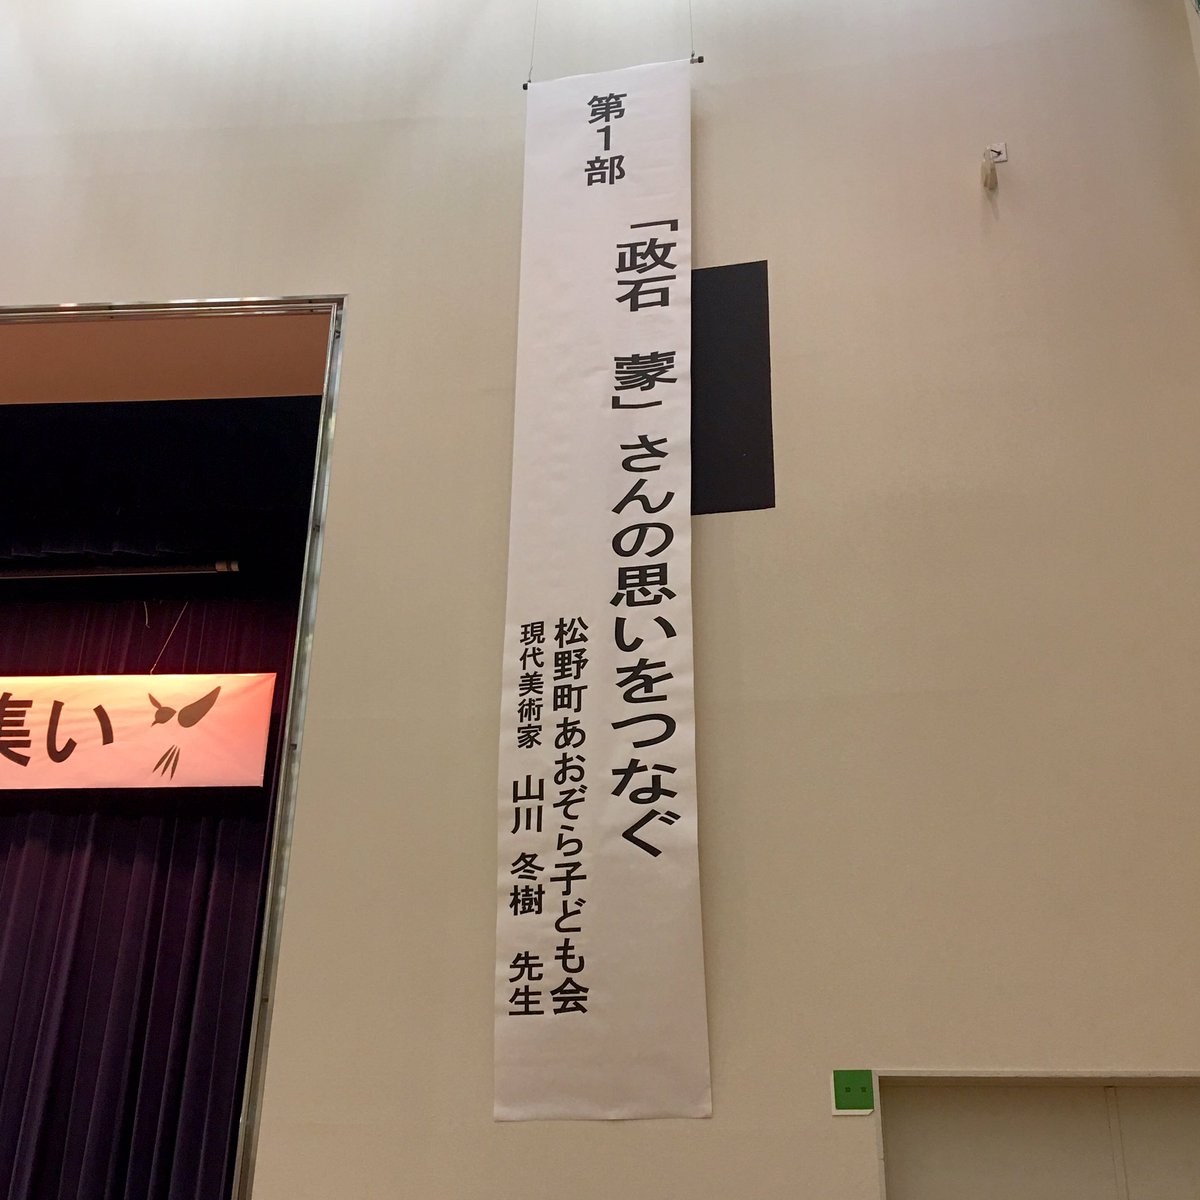 第1部
「政石 蒙」さんの思いをつなぐ
松野町あおぞら子ども会
現代美術家 山川 冬樹 先生
集い